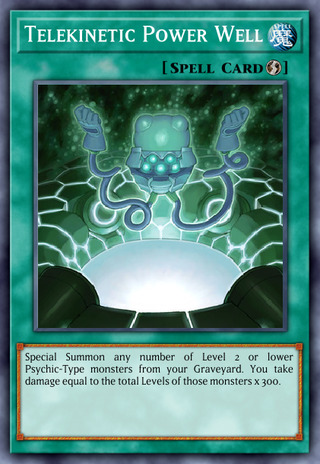 Telekinetic Power Well
魔
[Spell Card]
Special Summon any number of Level 2 or lower
Psychic-Type monsters from your Graveyard. You take
damage equal to the total Levels of those monsters x 300.